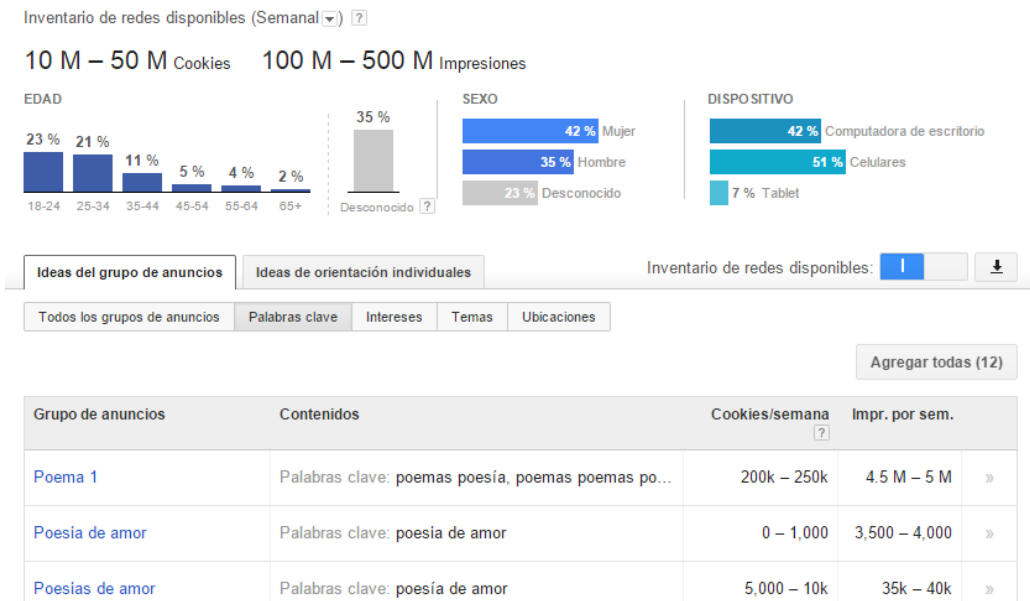 Inventario de redes disponibles (Semanal) ?
10 M – 50 M Cookies 100 M – 500 M Impresiones
EDAD
23 % 21 % 11 % 5 % 4 % 2 % 35 %
18-24 25-34 35-44 45-54 55-64 65+ Desconocido ?
SEXO
42 % Mujer
35 % Hombre
23 % Desconocido
DISPOSITIVO
42 % Computadora de escritorio
51 % Celulares
7 % Tablet
Ideas del grupo de anuncios Ideas de orientación individuales Inventario de redes disponibles:
Todos los grupos de anuncios Palabras clave Intereses Temas Ubicaciones
Agregar todas (12)
Grupo de anuncios Contenidos Cookies/semana ? Impr. por sem.
Poema 1 Palabras clave: poemas poesía, poemas poemas po... 200k – 250k 4.5 M – 5 M »
Poesia de amor Palabras clave: poesia de amor 0 – 1,000 3,500 – 4,000 »
Poesias de amor Palabras clave: poesía de amor 5,000 – 10k 35k – 40k »